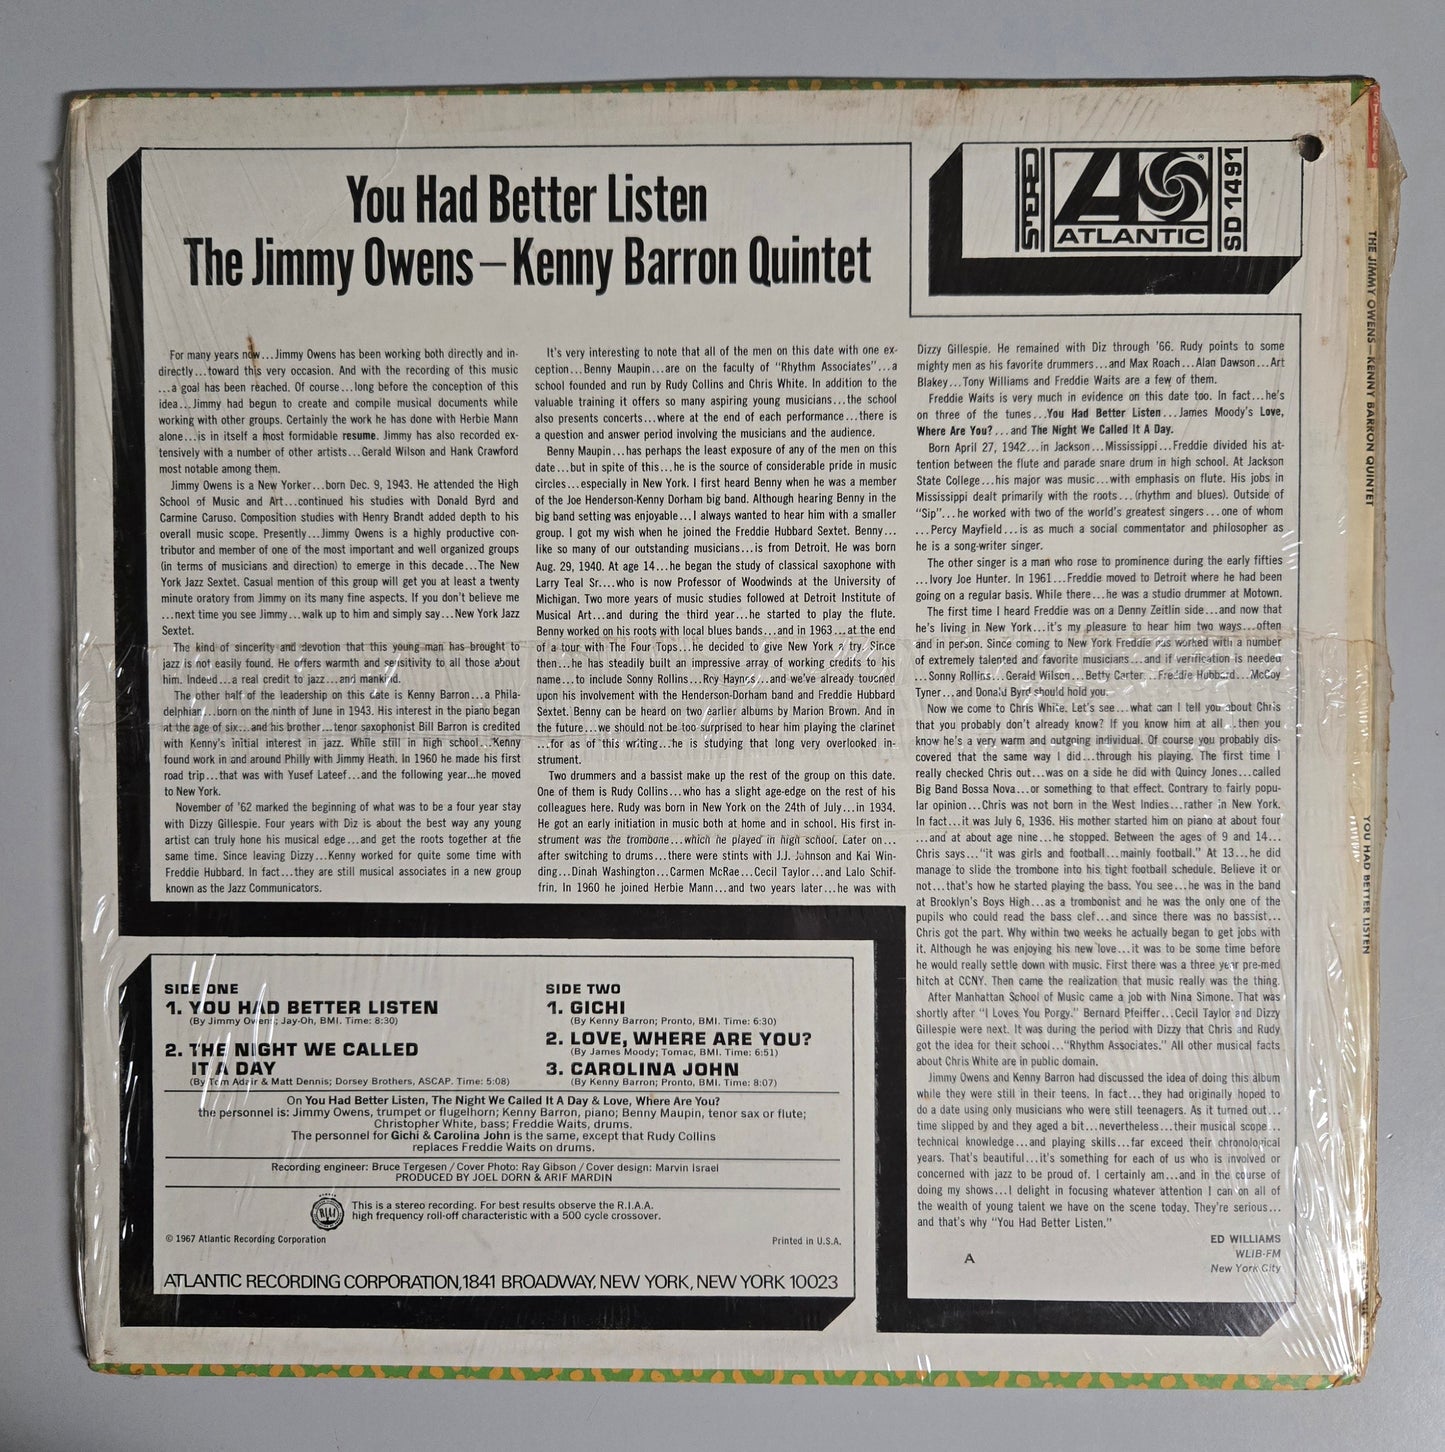 You Had Better Listen
The Jimmy Owens—Kenny Barron Quintet
STEREO
ATLANTIC
SD 1491
For many years now...Jimmy Owens has been working both directly and in-
directly...toward this very occasion. And with the recording of this music
...a goal has been reached. Of course...long before the conception of this
idea...Jimmy had begun to create and compile musical documents while
working with other groups. Certainly the work he has done with Herbie Mann
alone...is in itself a most formidable resume. Jimmy has also recorded ex-
tensively with a number of other artists...Gerald Wilson and Hank Crawford
most notable among them.
Jimmy Owens is a New Yorker...born Dec. 9, 1943. He attended the High
School of Music and Art...continued his studies with Donald Byrd and
Carmine Caruso. Composition studies with Henry Brandt added depth to his
overall music scope. Presently...Jimmy Owens is a highly productive con-
tributor and member of one of the most important and well organized groups
(in terms of musicians and direction) to emerge in this decade...The New
York Jazz Sextet. Casual mention of this group will get you at least a twenty
minute oratory from Jimmy on its many fine aspects. If you don't believe me
...next time you see Jimmy...walk up to him and simply say...New York Jazz
Sextet.
The kind of sincerity and devotion that this young man has brought to
jazz is not easily found. He offers warmth and sensitivity to all those about
him. Indeed...a real credit to jazz...and mankind.
The other half of the leadership on this date is Kenny Barron...a Phila-
delphian...born on the ninth of June in 1943. His interest in the piano began
at the age of six...and his brother...tenor saxophonist Bill Barron is credited
with Kenny's initial interest in jazz. While still in high school...Kenny
found work in and around Philly with Jimmy Heath. In 1960 he made his first
road trip...that was with Yusef Lateef...and the following year...he moved
to New York.
November of '62 marked the beginning of what was to be a four year stay
with Dizzy Gillespie. Four years with Diz is about the best way any young
artist can truly hone his musical edge...and get the roots together at the
same time. Since leaving Dizzy...Kenny worked for quite some time with
Freddie Hubbard. In fact...they are still musical associates in a new group
known as the Jazz Communicators.
It's very interesting to note that all of the men on this date with one ex-
ception...Benny Maupin...are on the faculty of "Rhythm Associates"...a
school founded and run by Rudy Collins and Chris White. In addition to the
valuable training it offers so many aspiring young musicians...the school
also presents concerts...where at the end of each performance...there is
a question and answer period involving the musicians and the audience.
Benny Maupin...has perhaps the least exposure of any of the men on this
date...but in spite of this...he is the source of considerable pride in music
circles...especially in New York. I first heard Benny when he was a member
of the Joe Henderson-Kenny Dorham big band. Although hearing Benny in the
big band setting was enjoyable...I always wanted to hear him with a smaller
group. I got my wish when he joined the Freddie Hubbard Sextet. Benny...
like so many of our outstanding musicians...is from Detroit. He was born
Aug. 29, 1940. At age 14...he began the study of classical saxophone with
Larry Teal Sr....who is now Professor of Woodwinds at the University of
Michigan. Two more years of music studies followed at Detroit Institute of
Musical Art...and during the third year...he started to play the flute.
Benny worked on his roots with local blues bands...and in 1963...at the end
of a tour with The Four Tops...he decided to give New York a try. Since
then...he has steadily built an impressive array of working credits to his
name...to include Sonny Rollins...Roy Haynes...and we've already touched
upon his involvement with the Henderson-Dorham band and Freddie Hubbard
Sextet. Benny can be heard on two earlier albums by Marion Brown. And in
the future...we should not be too surprised to hear him playing the clarinet
...for as of this writing...he is studying that long very overlooked in-
strument.
Two drummers and a bassist make up the rest of the group on this date.
One of them is Rudy Collins...who has a slight age-edge on the rest of his
colleagues here. Rudy was born in New York on the 24th of July...in 1934.
He got an early initiation in music both at home and in school. His first in-
strument was the trombone...which he played in high school. Later on...
after switching to drums...there were stints with J.J. Johnson and Kai Win-
ding...Dinah Washington...Carmen McRae...Cecil Taylor...and Lalo Schif-
frin. In 1960 he joined Herbie Mann...and two years later...he was with
Dizzy Gillespie. He remained with Diz through '66. Rudy points to some
mighty men as his favorite drummers...and Max Roach...Alan Dawson...Art
Blakey...Tony Williams and Freddie Waits are a few of them.
Freddie Waits is very much in evidence on this date too. In fact...he's
on three of the tunes...You Had Better Listen...James Moody's Love,
Where Are You?...and The Night We Called It A Day.
Born April 27, 1942...in Jackson...Mississippi...Freddie divided his at-
tention between the flute and parade snare drum in high school. At Jackson
State College...his major was music...with emphasis on flute. His jobs in
Mississippi dealt primarily with the roots...(rhythm and blues). Outside of
"Sip"...he worked with two of the world's greatest singers...one of whom
...Percy Mayfield...is as much a social commentator and philosopher as
he is a song-writer singer.
The other singer is a man who rose to prominence during the early fifties
...Ivory Joe Hunter. In 1961...Freddie moved to Detroit where he had been
going on a regular basis. While there...he was a studio drummer at Motown.
The first time I heard Freddie was on a Denny Zeitlin side...and now that
he's living in New York...it's my pleasure to hear him two ways...often
and in person. Since coming to New York Freddie has worked with a number
of extremely talented and favorite musicians...and if verification is needed
...Sonny Rollins...Gerald Wilson...Betty Carter...Freddie Hubbard...McCoy
Tyner...and Donald Byrd should hold you.
Now we come to Chris White. Let's see...what can I tell you about Chris
that you probably don't already know? If you know him at all...then you
know he's a very warm and outgoing individual. Of course you probably dis-
covered that the same way I did...through his playing. The first time I
really checked Chris out...was on a side he did with Quincy Jones...called
Big Band Bossa Nova...or something to that effect. Contrary to fairly popu-
lar opinion...Chris was not born in the West Indies...rather in New York.
In fact...it was July 6, 1936. His mother started him on piano at about four
...and at about age nine...he stopped. Between the ages of 9 and 14...
Chris says..."it was girls and football...mainly football." At 13...he did
manage to slide the trombone into his tight football schedule. Believe it or
not...that's how he started playing the bass. You see...he was in the band
at Brooklyn's Boys High...as a trombonist and he was the only one of the
pupils who could read the bass clef...and since there was no bassist...
Chris got the part. Why within two weeks he actually began to get jobs with
it. Although he was enjoying his new love...it was to be some time before
he would really settle down with music. First there was a three year pre-med
hitch at CCNY. Then came the realization that music really was the thing.
After Manhattan School of Music came a job with Nina Simone. That was
shortly after "I Loves You Porgy." Bernard Pfeiffer...Cecil Taylor and Dizzy
Gillespie were next. It was during the period with Dizzy that Chris and Rudy
got the idea for their school..."Rhythm Associates." All other musical facts
about Chris White are in public domain.
Jimmy Owens and Kenny Barron had discussed the idea of doing this album
while they were still in their teens. In fact...they had originally hoped to
do a date using only musicians who were still teenagers. As it turned out...
time slipped by and they aged a bit...nevertheless...their musical scope...
technical knowledge...and playing skills...far exceed their chronological
years. That's beautiful...it's something for each of us who is involved or
concerned with jazz to be proud of. I certainly am...and in the course of
doing my shows...I delight in focusing whatever attention I can on all of
the wealth of young talent we have on the scene today. They're serious...
and that's why "You Had Better Listen."
ED WILLIAMS
WLIB-FM
New York City
A
SIDE ONE
1. YOU HAD BETTER LISTEN
(By Jimmy Owens; Jay-Oh, BMI. Time: 8:30)
2. THE NIGHT WE CALLED
IT A DAY
(By Tom Adair & Matt Dennis; Dorsey Brothers, ASCAP. Time: 5:08)
SIDE TWO
1. GICHI
(By Kenny Barron; Pronto, BMI. Time: 6:30)
2. LOVE, WHERE ARE YOU?
(By James Moody; Tomac, BMI. Time: 6:51)
3. CAROLINA JOHN
(By Kenny Barron; Pronto, BMI. Time: 8:07)
On You Had Better Listen, The Night We Called It A Day & Love, Where Are You?
the personnel is: Jimmy Owens, trumpet or flugelhorn; Kenny Barron, piano; Benny Maupin, tenor sax or flute;
Christopher White, bass; Freddie Waits, drums.
The personnel for Gichi & Carolina John is the same, except that Rudy Collins
replaces Freddie Waits on drums.
Recording engineer: Bruce Tergesen / Cover Photo: Ray Gibson / Cover design: Marvin Israel
PRODUCED BY JOEL DORN & ARIF MARDIN
This is a stereo recording. For best results observe the R.I.A.A.
high frequency roll-off characteristic with a 500 cycle crossover.
© 1967 Atlantic Recording Corporation
Printed in U.S.A.
ATLANTIC RECORDING CORPORATION, 1841 BROADWAY, NEW YORK, NEW YORK 10023
STEREO
THE JIMMY OWENS—KENNY BARRON QUINTET
YOU HAD BETTER LISTEN